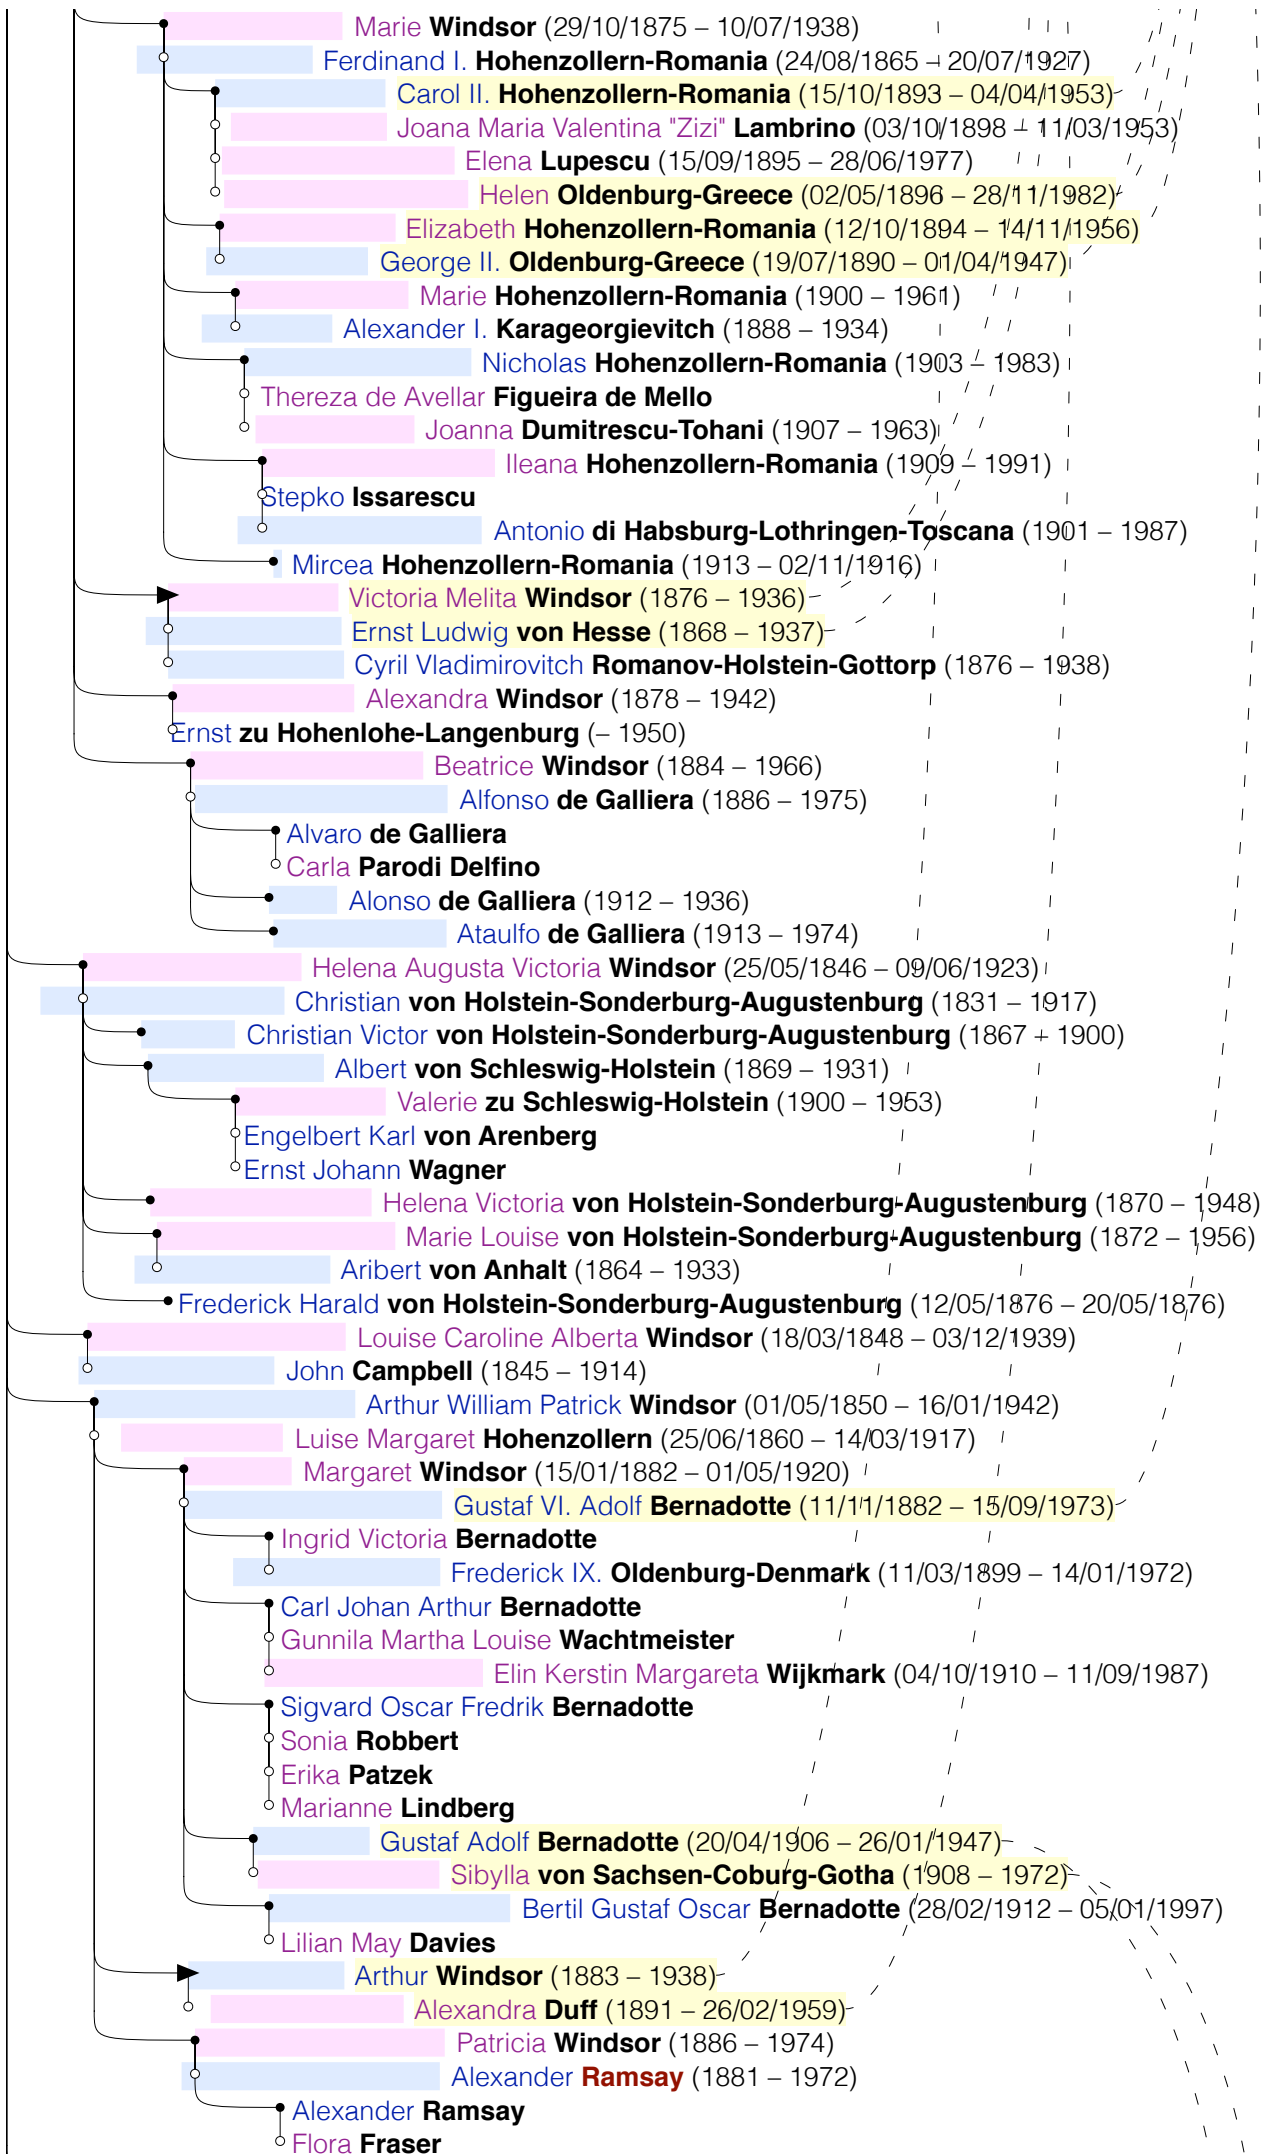 Marie Windsor (29/10/1875 – 10/07/1938)
Ferdinand I. Hohenzollern-Romania (24/08/1865 – 20/07/1927)
Carol II. Hohenzollern-Romania (15/10/1893 – 04/04/1953)
Joana Maria Valentina "Zizi" Lambrino (03/10/1898 – 11/03/1953)
Elena Lupescu (15/09/1895 – 28/06/1977)
Helen Oldenburg-Greece (02/05/1896 – 28/11/1982)
Elizabeth Hohenzollern-Romania (12/10/1894 – 14/11/1956)
George II. Oldenburg-Greece (19/07/1890 – 01/04/1947)
Marie Hohenzollern-Romania (1900 – 1961)
Alexander I. Karageorgievitch (1888 – 1934)
Nicholas Hohenzollern-Romania (1903 – 1983)
Thereza de Avellar Figueira de Mello
Joanna Dumitrescu-Tohani (1907 – 1963)
Ileana Hohenzollern-Romania (1909 – 1991)
Stepko Issarescu
Antonio di Habsburg-Lothringen-Toscana (1901 – 1987)
Mircea Hohenzollern-Romania (1913 – 02/11/1916)
Victoria Melita Windsor (1876 – 1936)
Ernst Ludwig von Hesse (1868 – 1937)
Cyril Vladimirovitch Romanov-Holstein-Gottorp (1876 – 1938)
Alexandra Windsor (1878 – 1942)
Ernst zu Hohenlohe-Langenburg (– 1950)
Beatrice Windsor (1884 – 1966)
Alfonso de Galliera (1886 – 1975)
Alvaro de Galliera
Carla Parodi Delfino
Alonso de Galliera (1912 – 1936)
Ataulfo de Galliera (1913 – 1974)
Helena Augusta Victoria Windsor (25/05/1846 – 09/06/1923)
Christian von Holstein-Sonderburg-Augustenburg (1831 – 1917)
Christian Victor von Holstein-Sonderburg-Augustenburg (1867 – 1900)
Albert von Schleswig-Holstein (1869 – 1931)
Valerie zu Schleswig-Holstein (1900 – 1953)
Engelbert Karl von Arenberg
Ernst Johann Wagner
Helena Victoria von Holstein-Sonderburg-Augustenburg (1870 – 1948)
Marie Louise von Holstein-Sonderburg-Augustenburg (1872 – 1956)
Aribert von Anhalt (1864 – 1933)
Frederick Harald von Holstein-Sonderburg-Augustenburg (12/05/1876 – 20/05/1876)
Louise Caroline Alberta Windsor (18/03/1848 – 03/12/1939)
John Campbell (1845 – 1914)
Arthur William Patrick Windsor (01/05/1850 – 16/01/1942)
Luise Margaret Hohenzollern (25/06/1860 – 14/03/1917)
Margaret Windsor (15/01/1882 – 01/05/1920)
Gustaf VI. Adolf Bernadotte (11/11/1882 – 15/09/1973)
Ingrid Victoria Bernadotte
Frederick IX. Oldenburg-Denmark (11/03/1899 – 14/01/1972)
Carl Johan Arthur Bernadotte
Gunnila Martha Louise Wachtmeister
Elin Kerstin Margareta Wijkmark (04/10/1910 – 11/09/1987)
Sigvard Oscar Fredrik Bernadotte
Sonia Robbert
Erika Patzek
Marianne Lindberg
Gustaf Adolf Bernadotte (20/04/1906 – 26/01/1947)
Sibylla von Sachsen-Coburg-Gotha (1908 – 1972)
Bertil Gustaf Oscar Bernadotte (28/02/1912 – 05/01/1997)
Lilian May Davies
Arthur Windsor (1883 – 1938)
Alexandra Duff (1891 – 26/02/1959)
Patricia Windsor (1886 – 1974)
Alexander Ramsay (1881 – 1972)
Alexander Ramsay
Flora Fraser